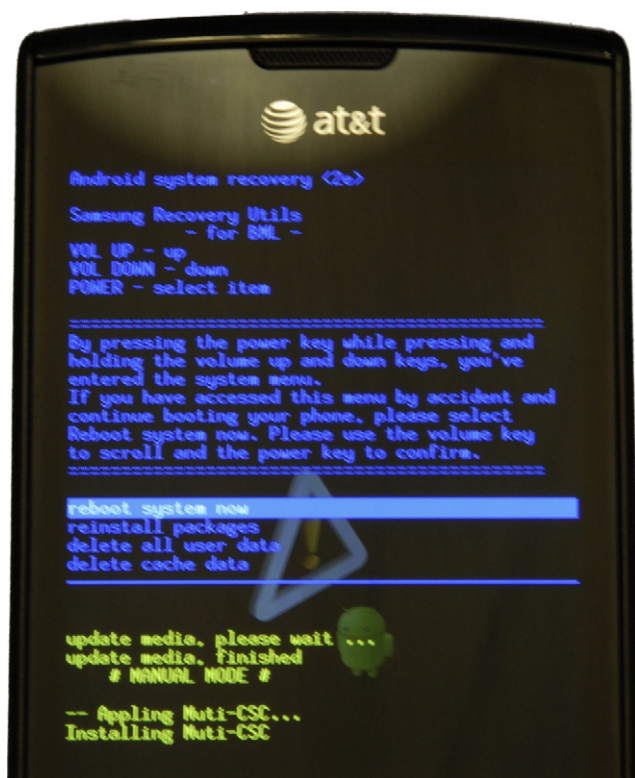 at&t
Android system recovery <2e>
Samsung Recovery Utils
- for BML -
VOL UP - up
VOL DOWN - down
POWER - select item
==============================================
By pressing the power key while pressing and
holding the volume up and down keys, you've
entered the system menu.
If you have accessed this menu by accident and
continue booting your phone, please select
Reboot system now. Please use the volume key
to scroll and the power key to confirm.
==============================================
reboot system now
reinstall packages
delete all user data
delete cache data
update media, please wait ...
update media, finished
# MANUAL MODE #
-- Appling Muti-CSC...
Installing Muti-CSC